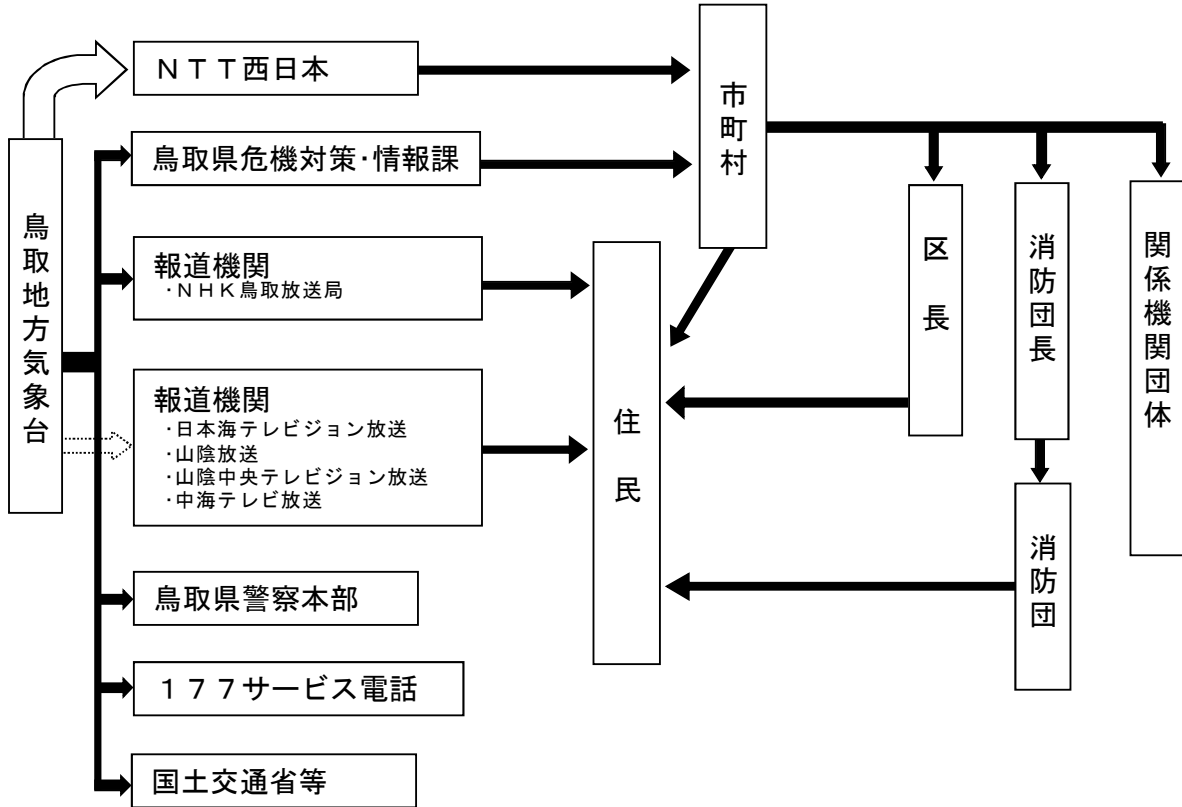 ＮＴＴ西日本
鳥取県危機対策・情報課
報道機関
・ＮＨＫ鳥取放送局
報道機関
・日本海テレビジョン放送
・山陰放送
・山陰中央テレビジョン放送
・中海テレビ放送
鳥取県警察本部
１７７サービス電話
国土交通省等
鳥取地方気象台
市町村
住民
区長
消防団長
消防団
関係機関団体